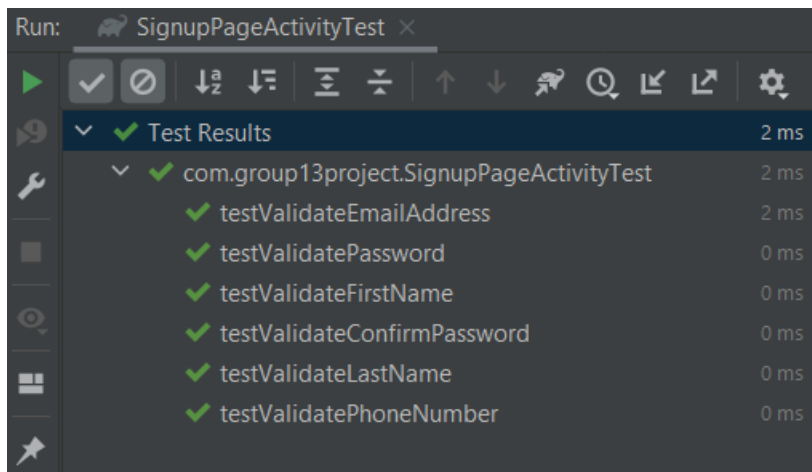 Run: SignupPageActivityTest
Test Results 2 ms
com.group13project.SignupPageActivityTest 2 ms
testValidateEmailAddress 2 ms
testValidatePassword 0 ms
testValidateFirstName 0 ms
testValidateConfirmPassword 0 ms
testValidateLastName 0 ms
testValidatePhoneNumber 0 ms